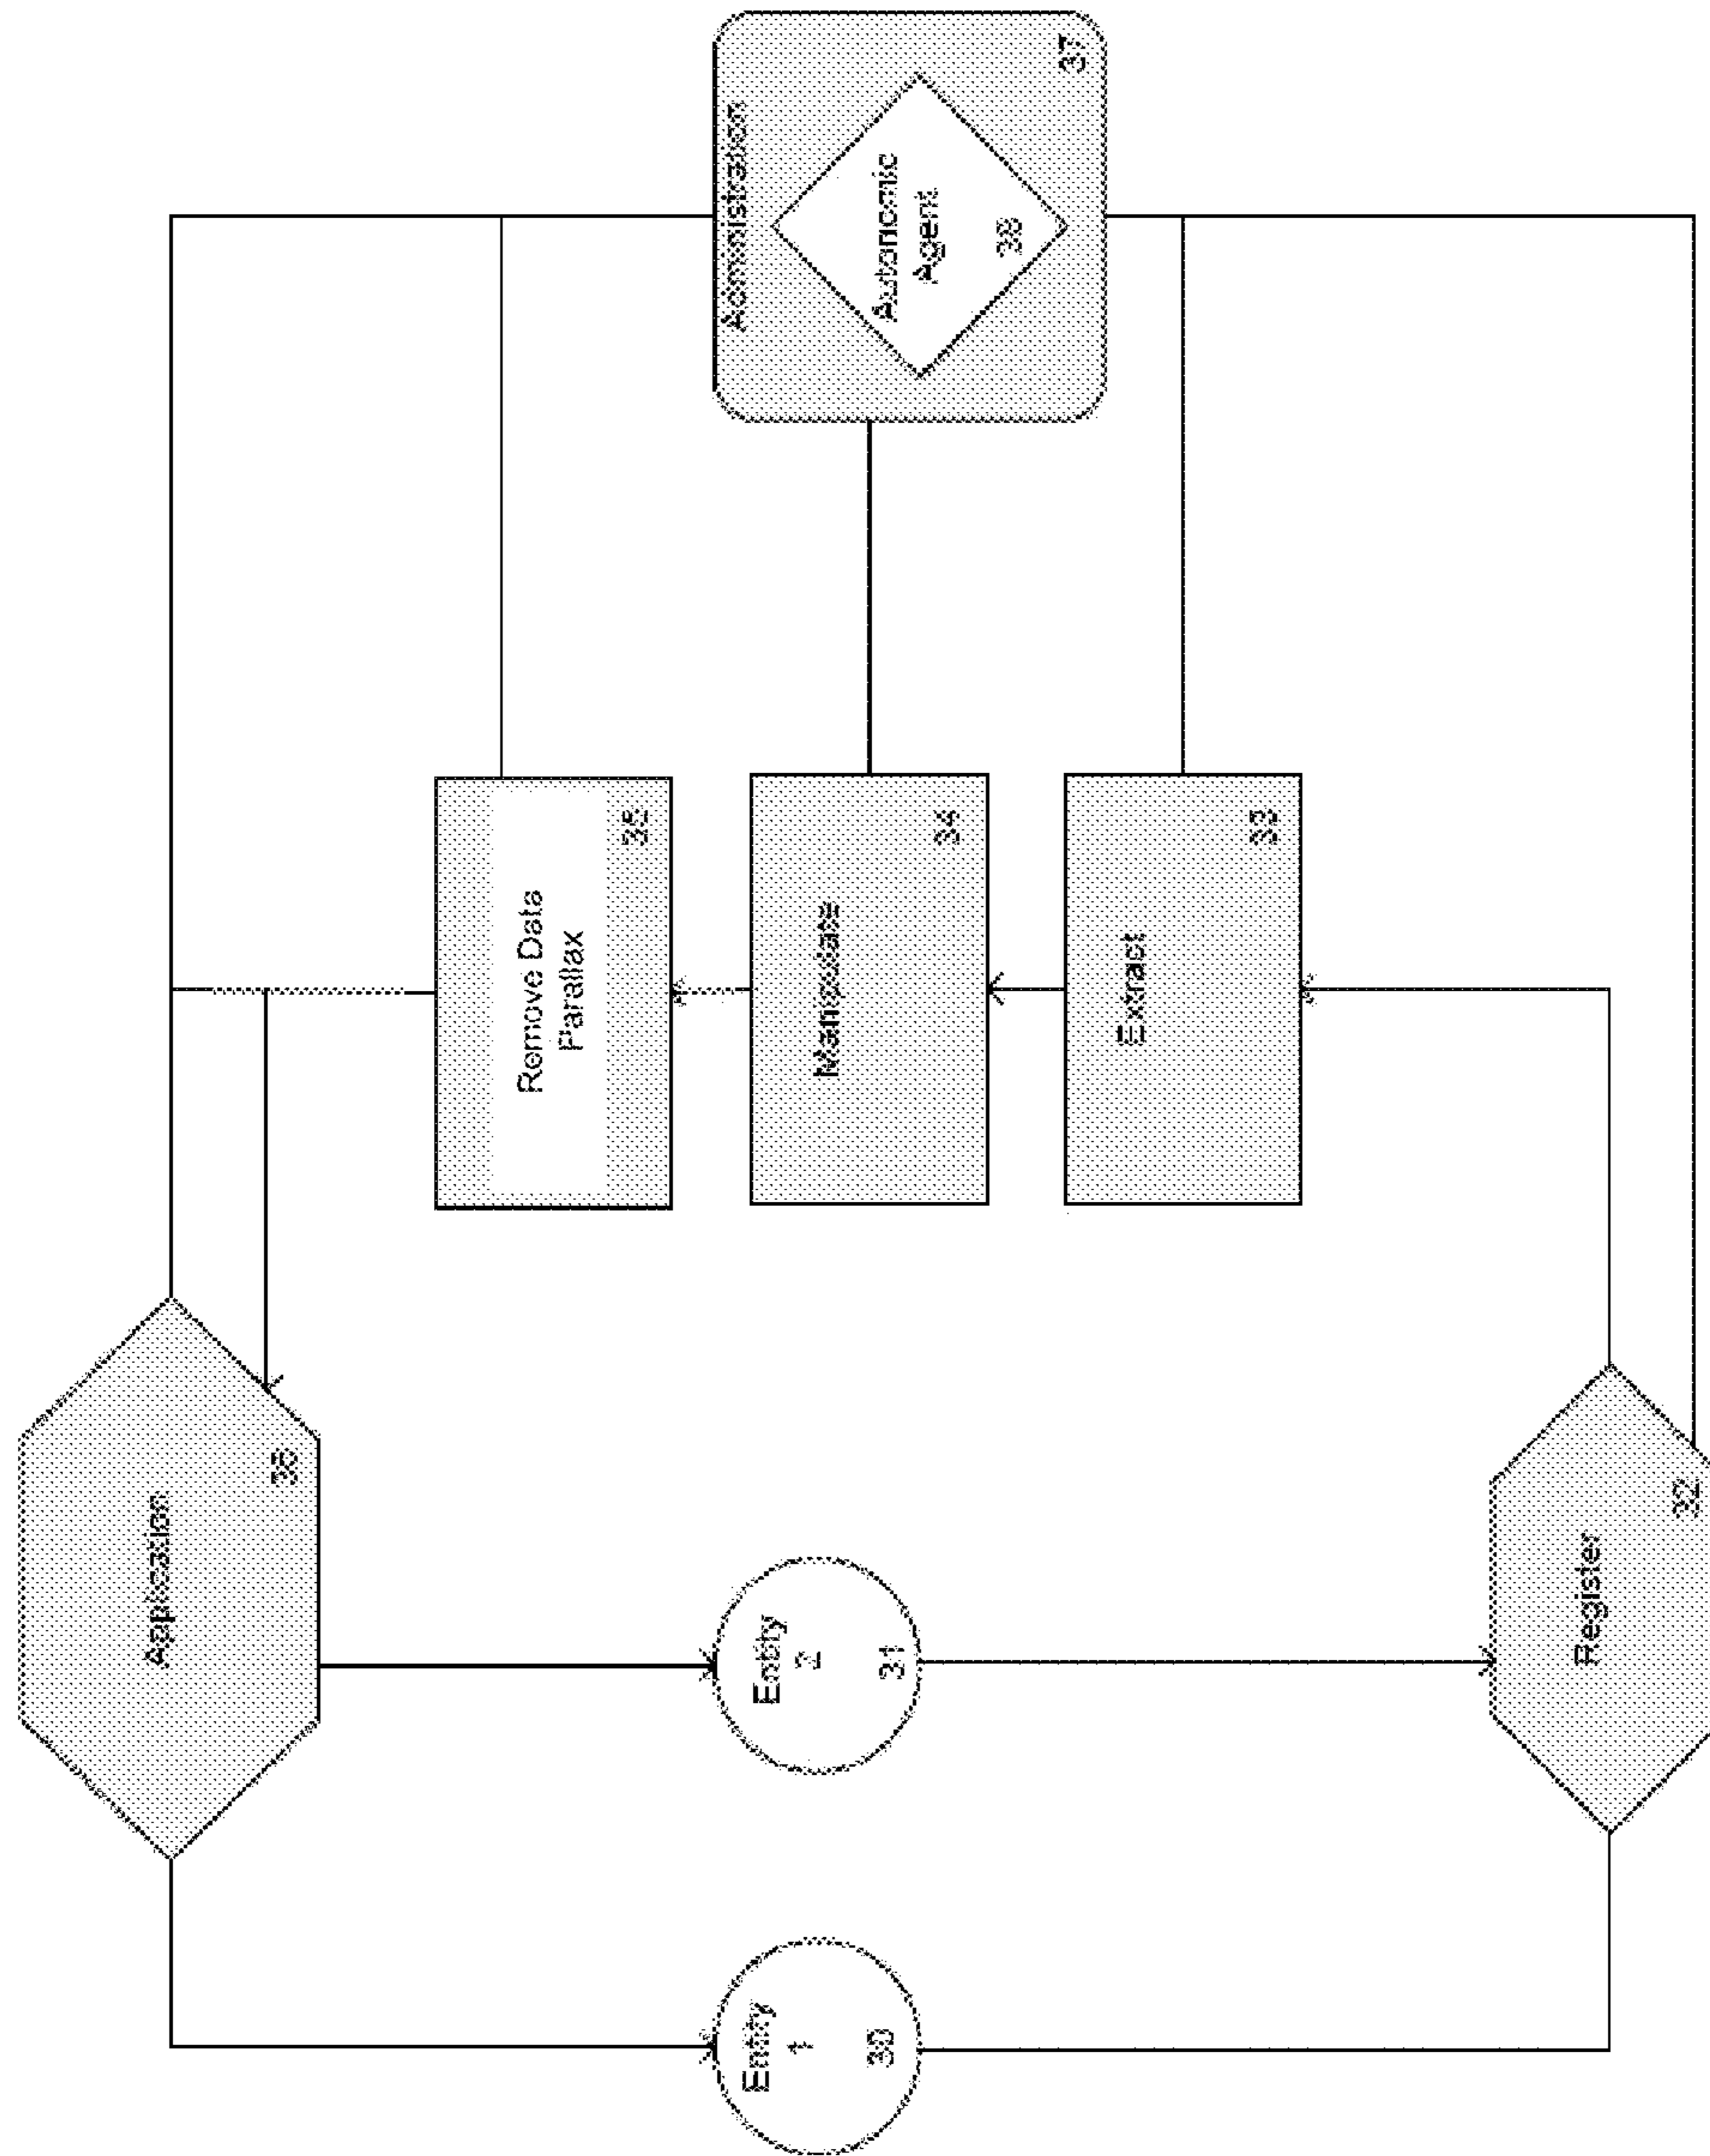 Entity
1
30
Register
32
Entity
2
31
Application
36
Extract
33
Manipulate
34
Remove Data
Parallax
35
Administration
Autonomic
Agent
38
37